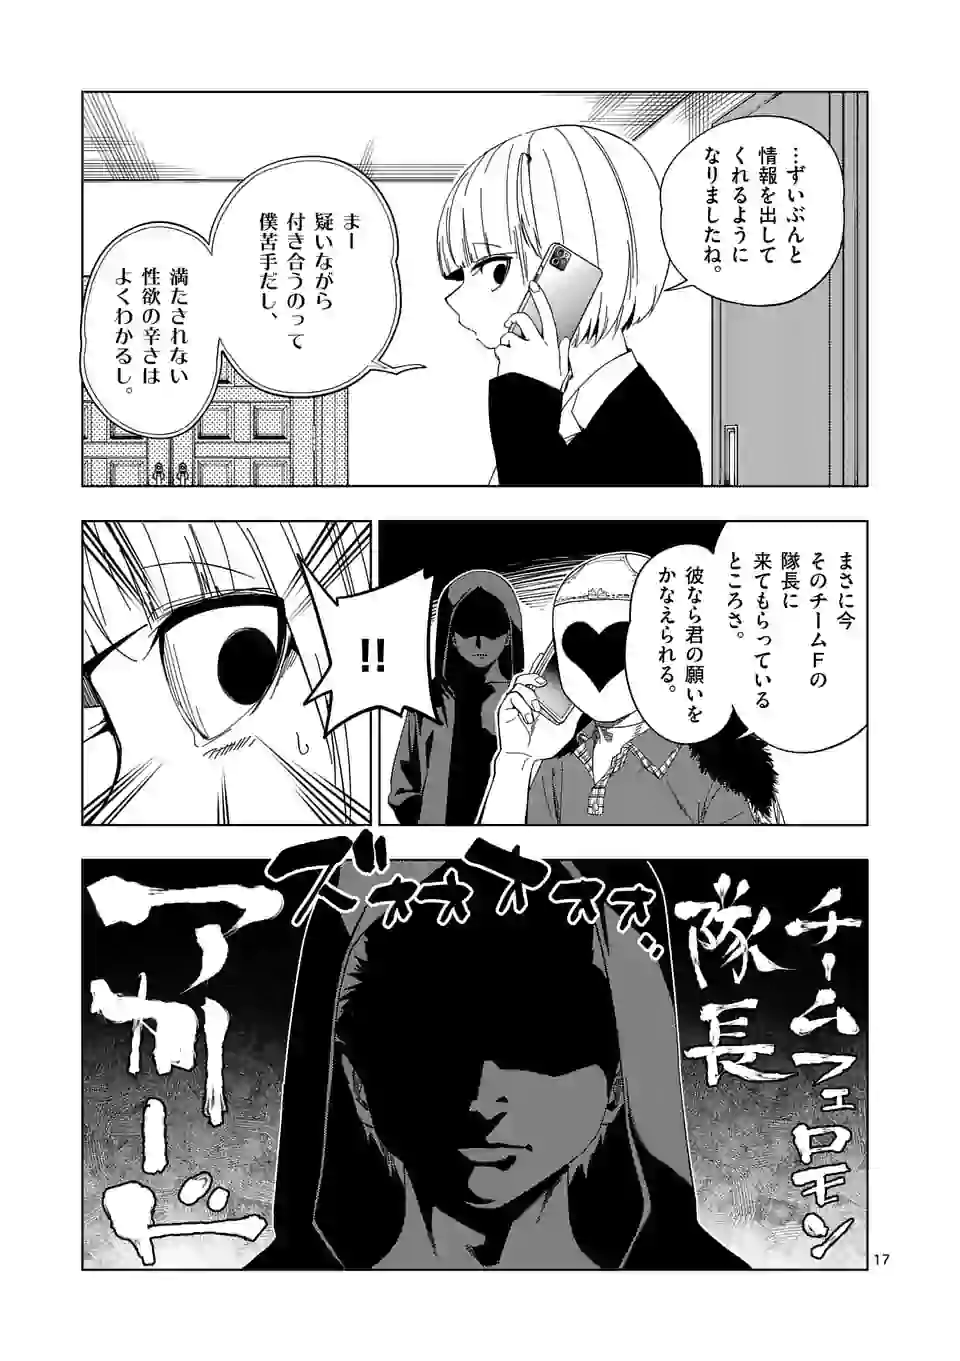 …ずいぶんと
情報を出して
くれるように
なりましたね。
まー
疑いながら
付き合うのって
僕苦手だし、
満たされない
性欲の辛さは
よくわかるし。
まさに今
そのチームFの
隊長に
来てもらっている
ところさ。
彼なら君の願いを
かなえられる。
!!
チームフェロモン
隊長
ズオオオオオオ
アカード
17